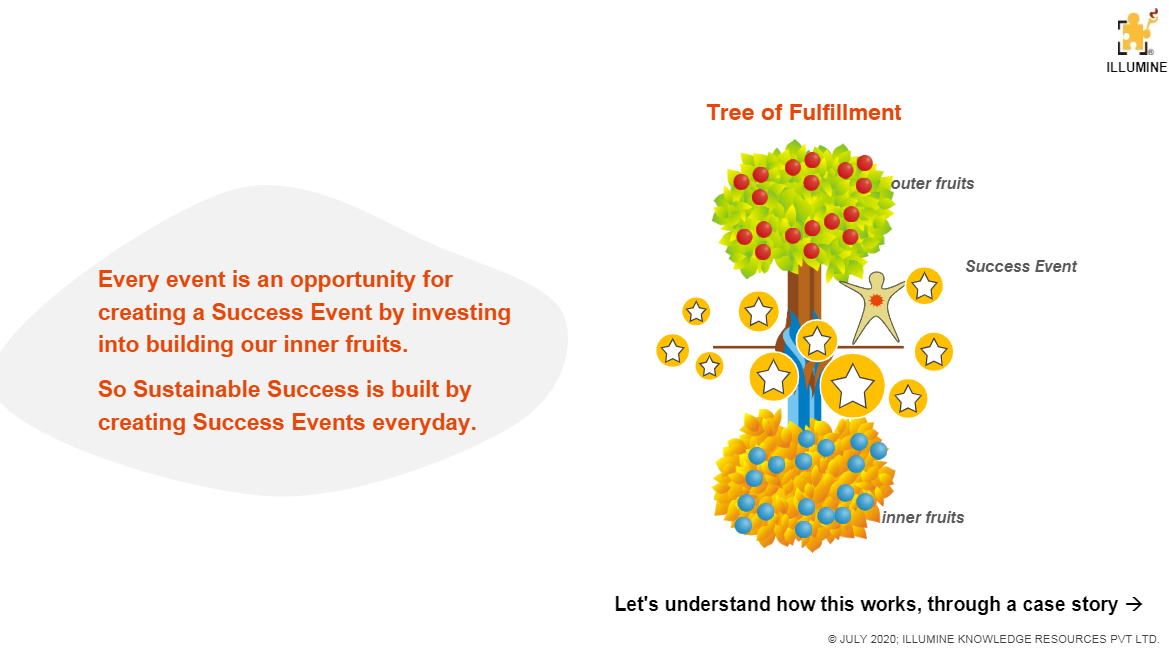 ®
ILLUMINE
Tree of Fulfillment
outer fruits
Success Event
Every event is an opportunity for
creating a Success Event by investing
into building our inner fruits.
So Sustainable Success is built by
creating Success Events everyday.
inner fruits
Let's understand how this works, through a case story →
© JULY 2020; ILLUMINE KNOWLEDGE RESOURCES PVT LTD.